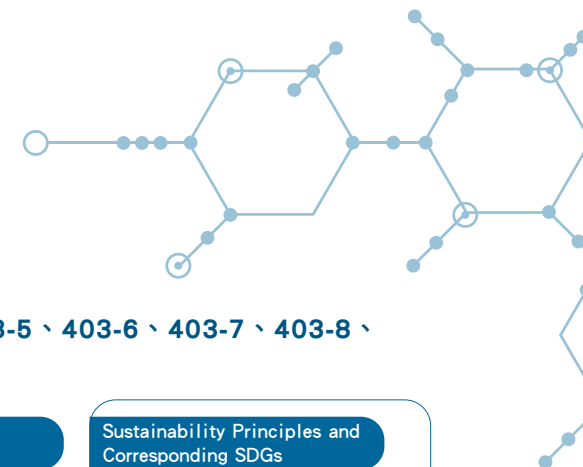 3-5、403-6、403-7、403-8、
Sustainability Principles and
Corresponding SDGs